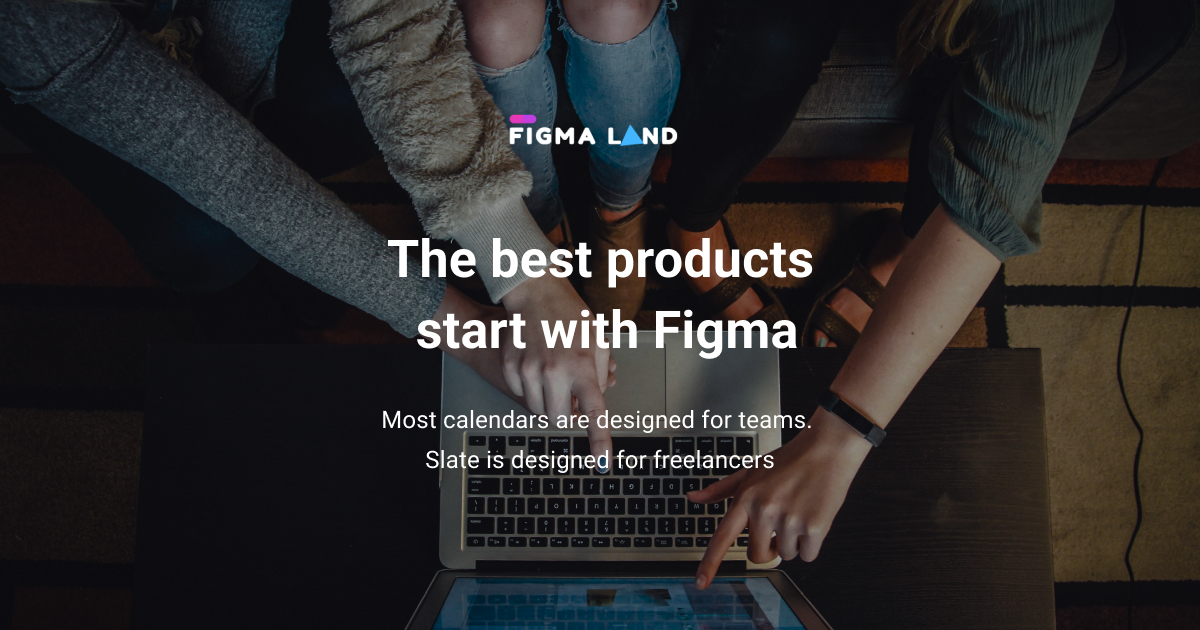 FIGMA LAND
The best products
start with Figma
Most calendars are designed for teams.
Slate is designed for freelancers